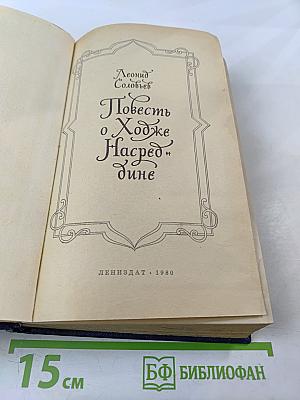 Леонид
Соловьев
Повесть
о Ходже
Насред-
дине
ЛЕНИЗДАТ • 1980
15 см
БФ БИБЛИОФАН